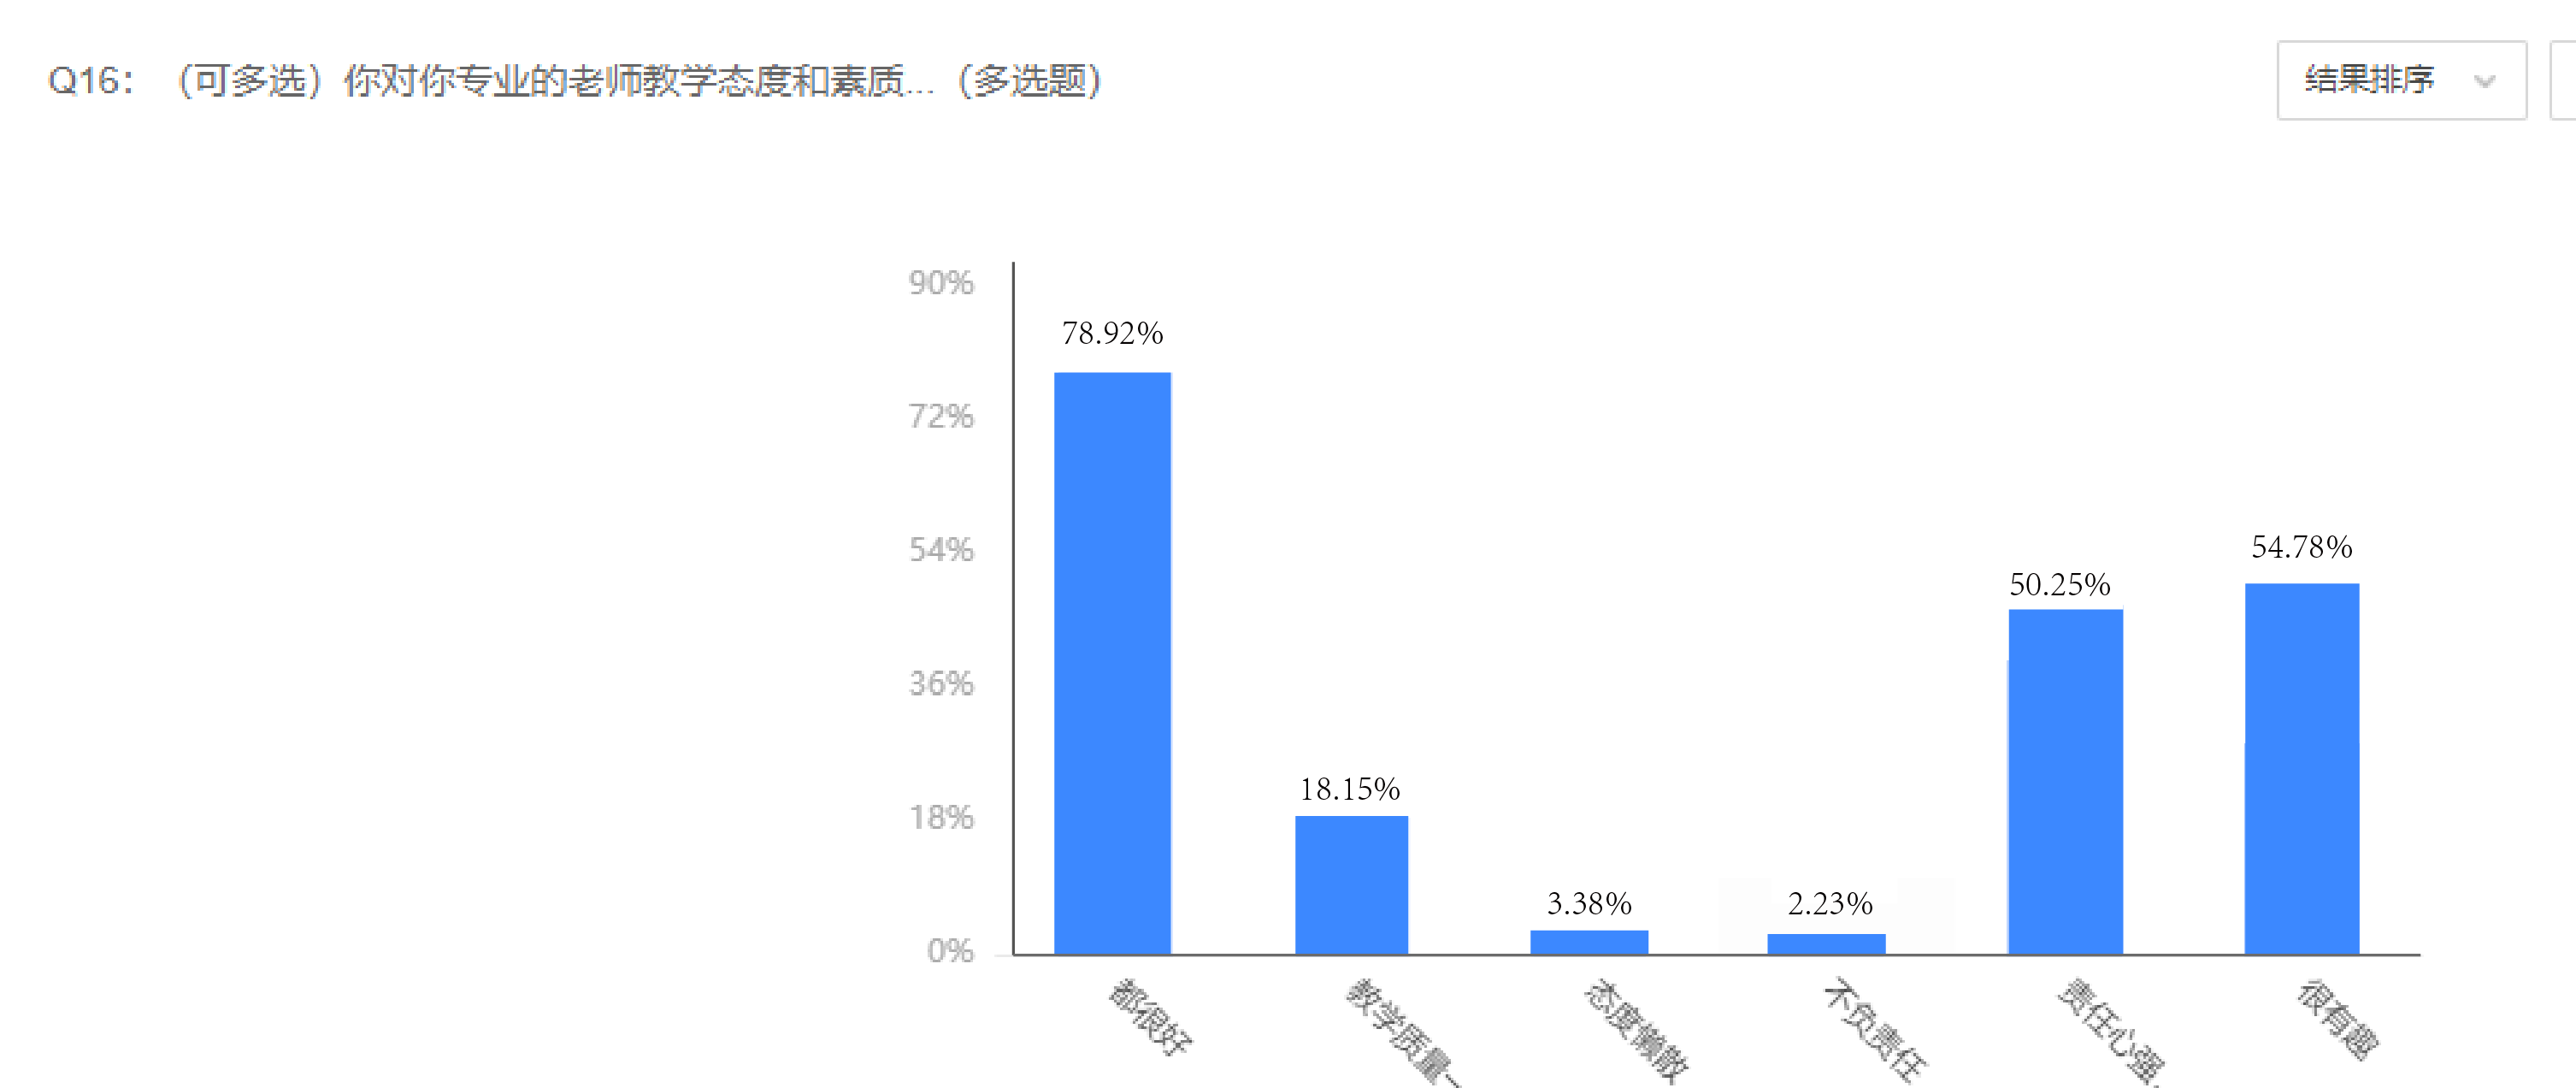 Q16：（可多选）你对你专业的老师教学态度和素质...（多选题）
结果排序
90%
72%
54%
36%
18%
0%
78.92%
18.15%
3.38%
2.23%
50.25%
54.78%
都很好
教学质量
态度懒散
不负责任
责任心强
很有趣